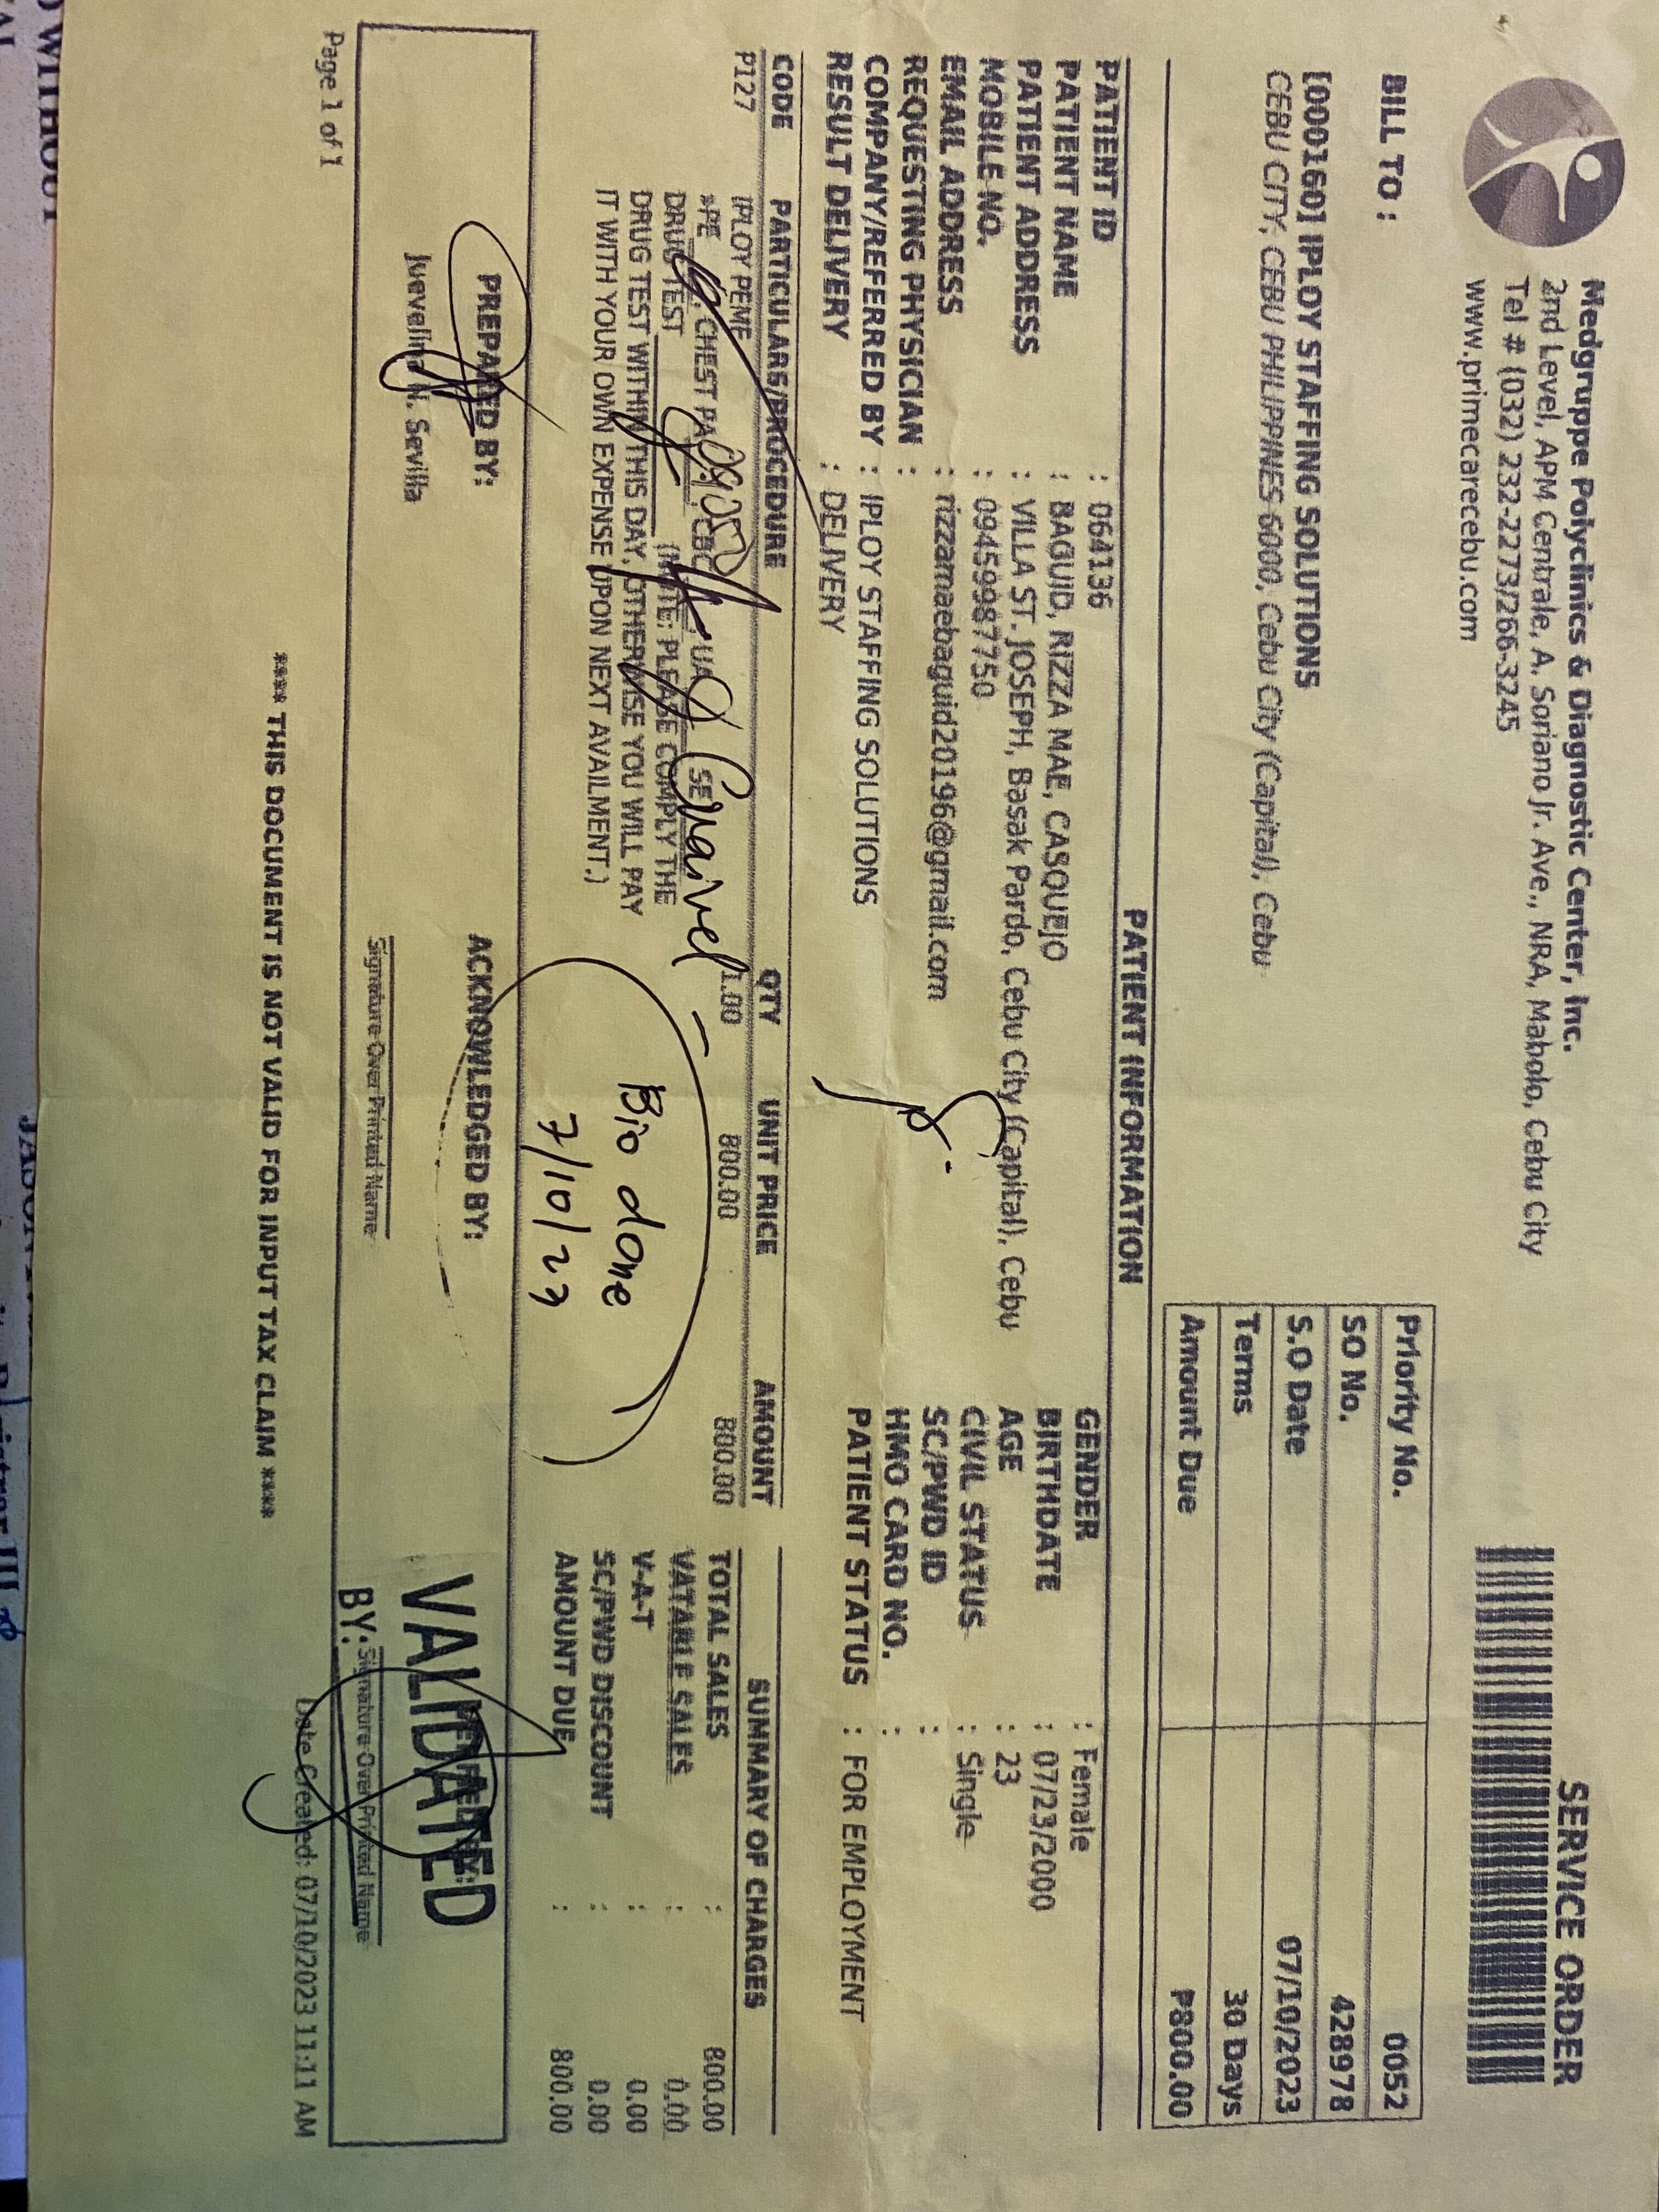 Medgruppe Polyclinics & Diagnostic Center, Inc.
2nd Level, APM Centrale, A. Soriano Jr. Ave., NRA, Mabolo, Cebu City
Tel # (032) 232-2273/266-3245
www.primecarecebu.com
SERVICE ORDER
BILL TO :
[000160] IPLOY STAFFING SOLUTIONS
CEBU CITY, CEBU PHILIPPINES 6000, Cebu City (Capital), Cebu
Priority No. 0052
SO No. 428978
S.O Date 07/10/2023
Terms 30 Days
Amount Due ₱800.00
PATIENT INFORMATION
PATIENT ID : 064136
PATIENT NAME : BAGUID, RIZZA MAE, CASQUEJO
PATIENT ADDRESS : VILLA ST. JOSEPH, Basak Pardo, Cebu City (Capital), Cebu
MOBILE NO. : 09459987750
EMAIL ADDRESS : rizzamaebaguid20196@gmail.com
REQUESTING PHYSICIAN :
COMPANY/REFERRED BY : IPLOY STAFFING SOLUTIONS
RESULT DELIVERY : DELIVERY
GENDER : Female
BIRTHDATE : 07/23/2000
AGE : 23
CIVIL STATUS : Single
SC/PWD ID :
HMO CARD NO. :
PATIENT STATUS : FOR EMPLOYMENT
CODE PARTICULARS/PROCEDURE QTY UNIT PRICE AMOUNT
P127 IPLOY PEME 1.00 800.00 800.00
*PE CHEST PA CBC UA SE
DRUG TEST (NOTE: PLEASE COMPLY THE
DRUG TEST WITHIN THIS DAY, OTHERWISE YOU WILL PAY
IT WITH YOUR OWN EXPENSE UPON NEXT AVAILMENT.)
Bio done
7/10/23
SUMMARY OF CHARGES
TOTAL SALES : 800.00
VATABLE SALES : 0.00
V-A-T : 0.00
SC/PWD DISCOUNT : 0.00
AMOUNT DUE : 800.00
PREPARED BY:
Juevelina N. Sevilla
ACKNOWLEDGED BY:
Signature Over Printed Name
VALIDATED
BY:
Signature Over Printed Name
Page 1 of 1
Date Created: 07/10/2023 11:11 AM
**** THIS DOCUMENT IS NOT VALID FOR INPUT TAX CLAIM ****